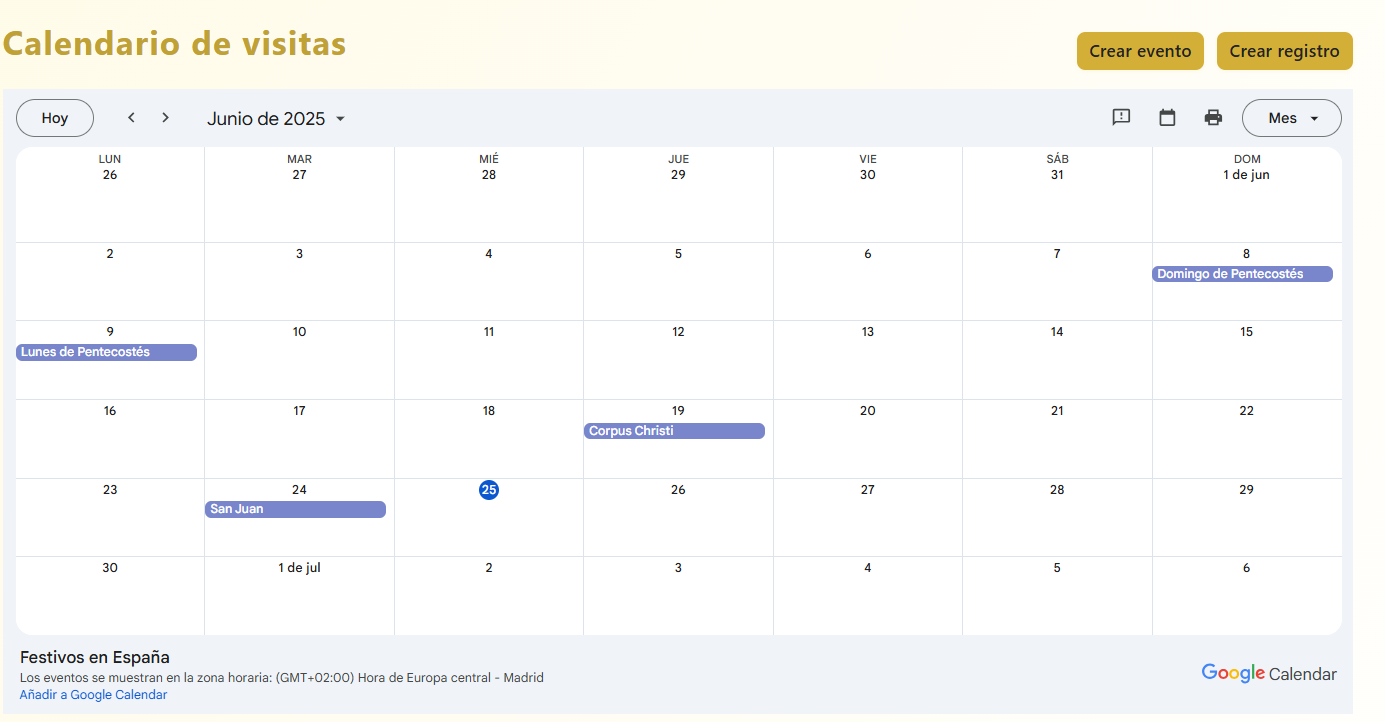 Calendario de visitas
Crear evento
Crear registro
Hoy
Junio de 2025
Mes
LUN MAR MIÉ JUE VIE SÁB DOM
26 27 28 29 30 31 1 de jun
2 3 4 5 6 7 8
Domingo de Pentecostés
9 10 11 12 13 14 15
Lunes de Pentecostés
16 17 18 19 20 21 22
Corpus Christi
23 24 25 26 27 28 29
San Juan
30 1 de jul 2 3 4 5 6
Festivos en España
Los eventos se muestran en la zona horaria: (GMT+02:00) Hora de Europa central - Madrid
Añadir a Google Calendar
Google Calendar